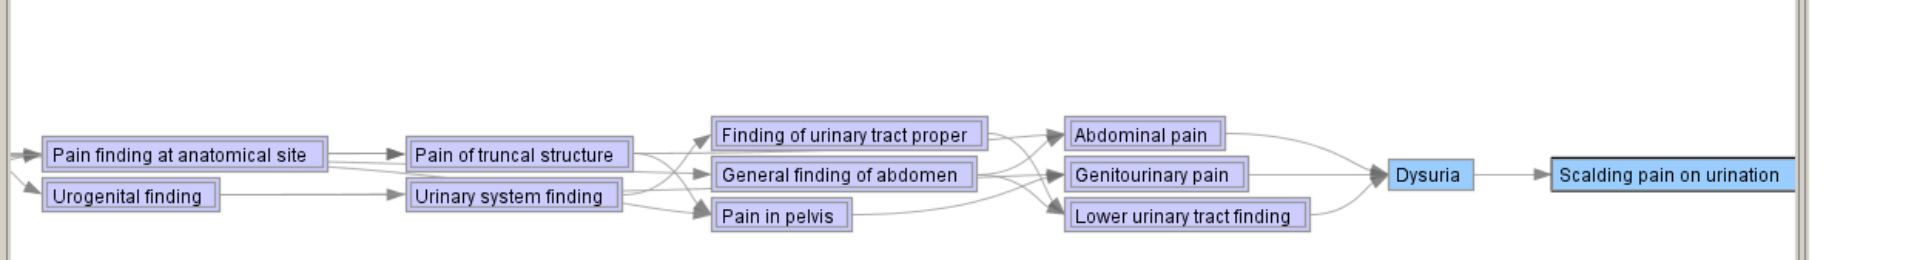 Pain finding at anatomical site
Urogenital finding
Pain of truncal structure
Urinary system finding
Finding of urinary tract proper
General finding of abdomen
Pain in pelvis
Abdominal pain
Genitourinary pain
Lower urinary tract finding
Dysuria
Scalding pain on urination